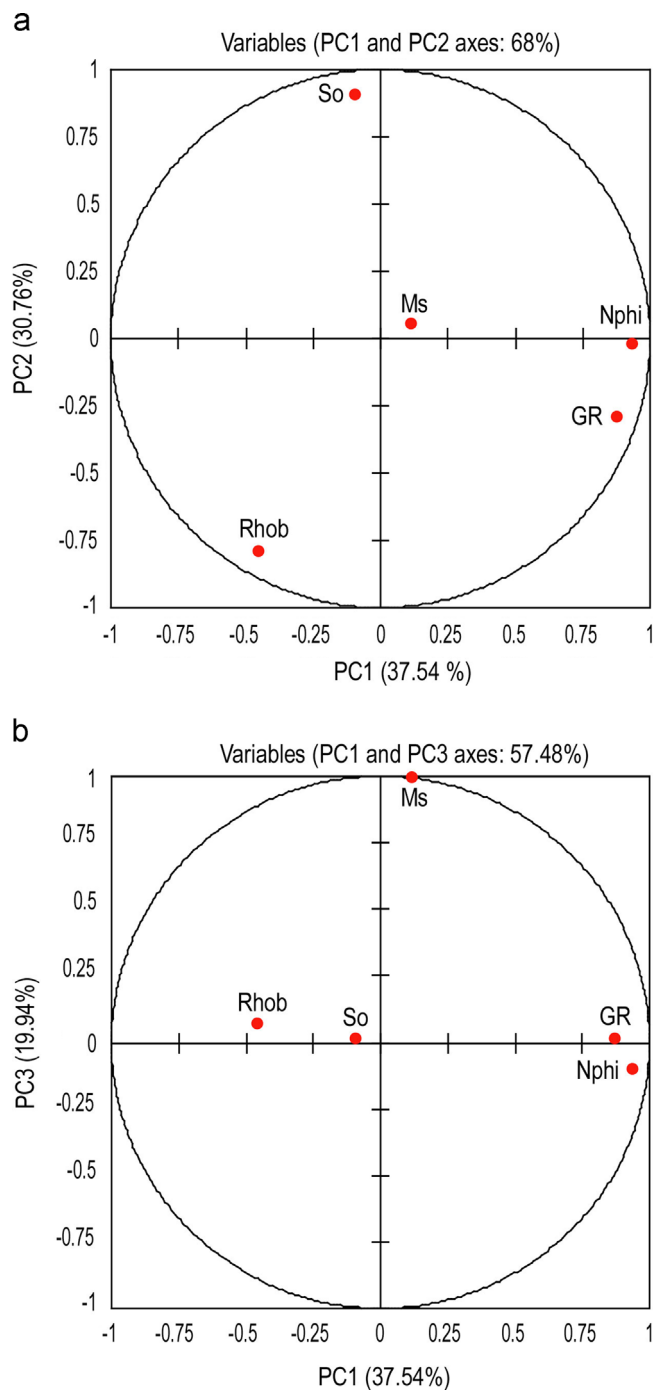 a
Variables (PC1 and PC2 axes: 68%)
1
So
0.75
0.5
0.25
Ms
Nphi
0
PC2 (30.76%)
GR
-0.25
-0.5
Rhob
-0.75
-1
-1 -0.75 -0.5 -0.25 0 0.25 0.5 0.75 1
PC1 (37.54 %)
b
Variables (PC1 and PC3 axes: 57.48%)
1
Ms
0.75
0.5
0.25
Rhob So GR
0
PC3 (19.94%)
Nphi
-0.25
-0.5
-0.75
-1
-1 -0.75 -0.5 -0.25 0 0.25 0.5 0.75 1
PC1 (37.54%)